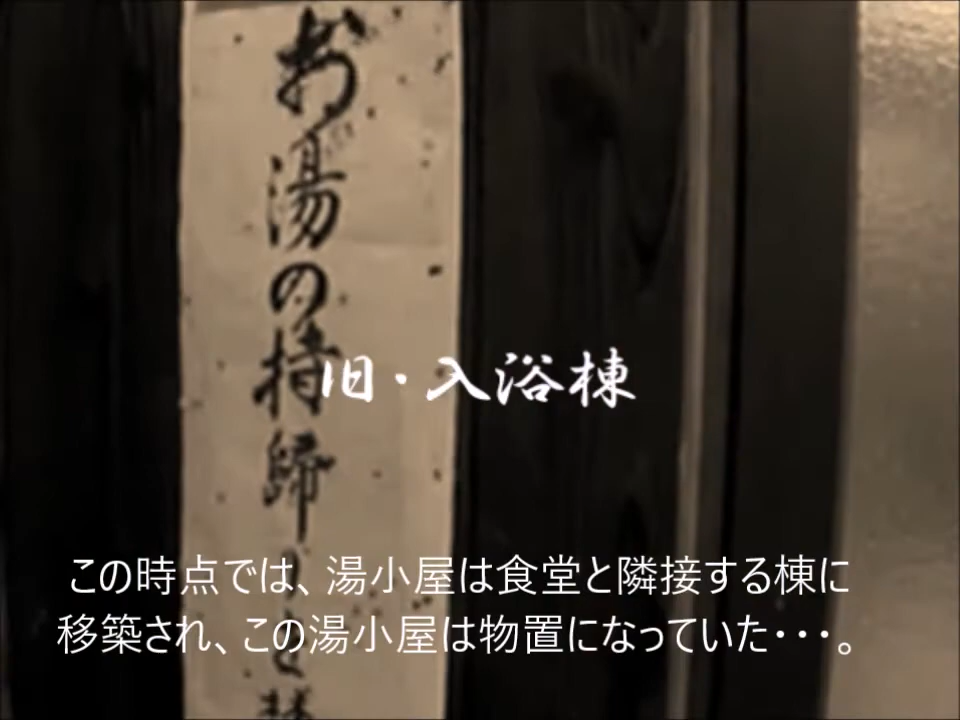 お湯の持帰し
旧・入浴棟
この時点では、湯小屋は食堂と隣接する棟に
移築され、この湯小屋は物置になっていた・・・。